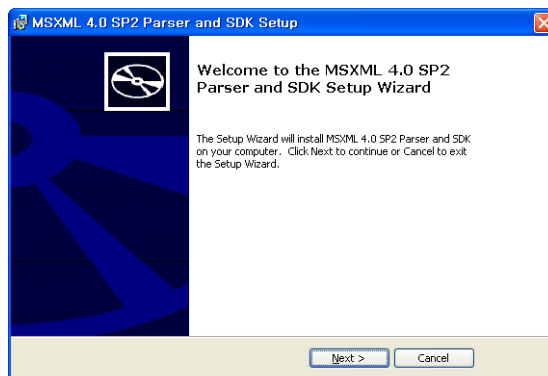 MSXML 4.0 SP2 Parser and SDK Setup
Welcome to the MSXML 4.0 SP2
Parser and SDK Setup Wizard
The Setup Wizard will install MSXML 4.0 SP2 Parser and SDK
on your computer. Click Next to continue or Cancel to exit
the Setup Wizard.
Next > Cancel